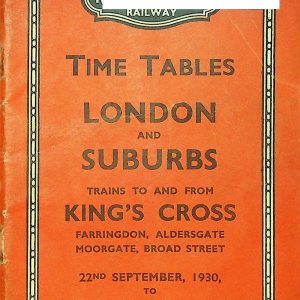 RAILWAY
TIME TABLES
LONDON
AND
SUBURBS
TRAINS TO AND FROM
KING'S CROSS
FARRINGDON, ALDERSGATE
MOORGATE, BROAD STREET
22ND SEPTEMBER, 1930,
TO